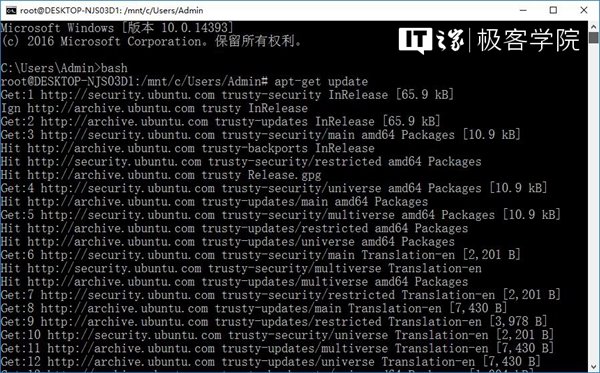 root@DESKTOP-NJS03D1: /mnt/c/Users/Admin
Microsoft Windows [版本 10.0.14393]
(c) 2016 Microsoft Corporation。保留所有权利。
IT之家 极客学院
C:\Users\Admin>bash
root@DESKTOP-NJS03D1:/mnt/c/Users/Admin# apt-get update
Get:1 http://security.ubuntu.com trusty-security InRelease [65.9 kB]
Ign http://archive.ubuntu.com trusty InRelease
Get:2 http://archive.ubuntu.com trusty-updates InRelease [65.9 kB]
Get:3 http://security.ubuntu.com trusty-security/main amd64 Packages [10.9 kB]
Hit http://archive.ubuntu.com trusty-backports InRelease
Hit http://security.ubuntu.com trusty-security/restricted amd64 Packages
Hit http://archive.ubuntu.com trusty Release.gpg
Get:4 http://security.ubuntu.com trusty-security/universe amd64 Packages [10.9 kB]
Hit http://archive.ubuntu.com trusty-updates/main amd64 Packages
Get:5 http://security.ubuntu.com trusty-security/multiverse amd64 Packages [10.9 kB]
Hit http://archive.ubuntu.com trusty-updates/restricted amd64 Packages
Hit http://archive.ubuntu.com trusty-updates/universe amd64 Packages
Get:6 http://security.ubuntu.com trusty-security/main Translation-en [2,201 B]
Hit http://security.ubuntu.com trusty-security/multiverse Translation-en
Hit http://archive.ubuntu.com trusty-updates/multiverse amd64 Packages
Get:7 http://security.ubuntu.com trusty-security/restricted Translation-en [2,201 B]
Get:8 http://archive.ubuntu.com trusty-updates/main Translation-en [7,430 B]
Get:9 http://archive.ubuntu.com trusty-updates/restricted Translation-en [3,978 B]
Get:10 http://security.ubuntu.com trusty-security/universe Translation-en [2,201 B]
Get:11 http://archive.ubuntu.com trusty-updates/multiverse Translation-en [7,430 B]
Get:12 http://archive.ubuntu.com trusty-updates/universe Translation-en [7,430 B]